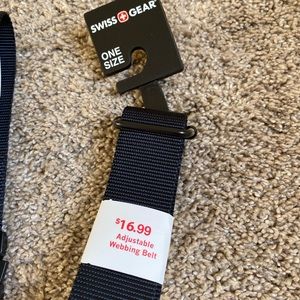 SWISS GEAR
ONE
SIZE
$16.99
Adjustable
Webbing Belt